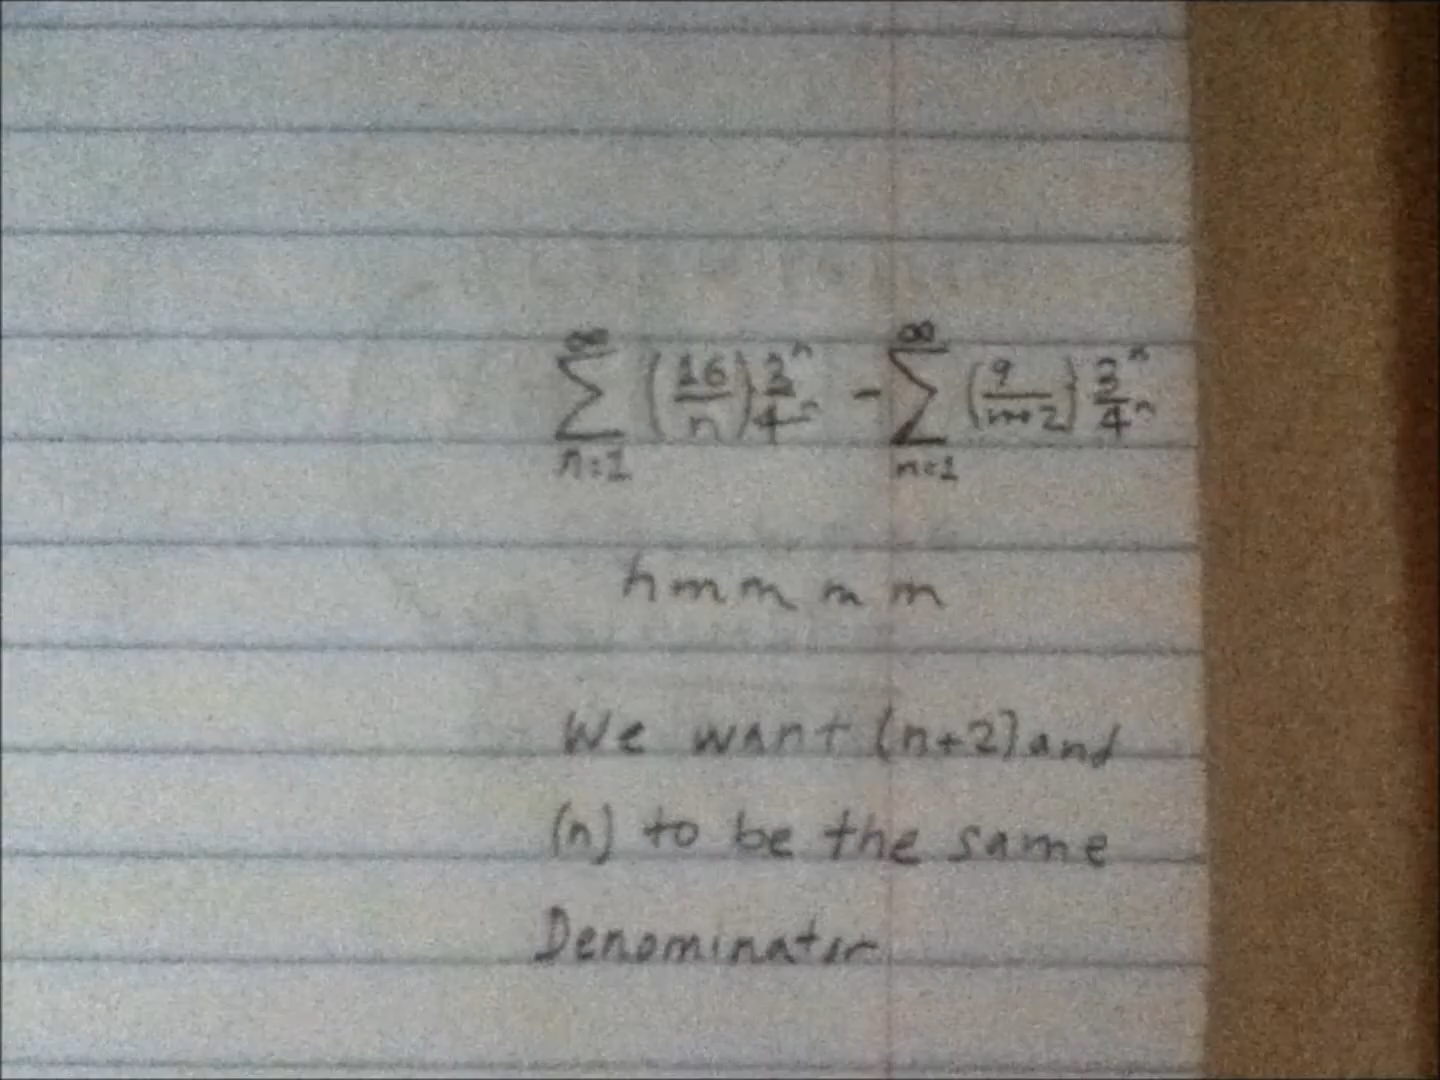 ∞ ∑ n=1 (16/n) 3^n/4^n - ∞ ∑ n=1 (9/n+2) 3^n/4^n
hmmmm
We want (n+2) and
(n) to be the same
Denominator